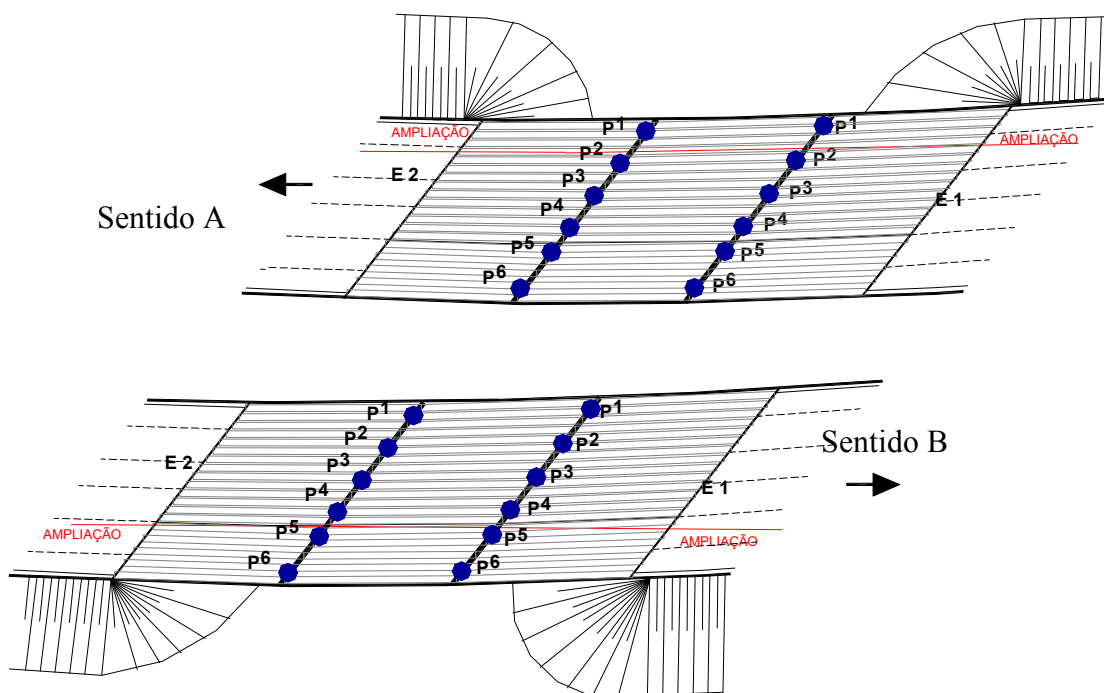 P1
P1
AMPLIAÇÃO
AMPLIAÇÃO
P2
P2
E 2
P3
P3
E 1
Sentido A
P4
P4
P5
P5
P6
P6
P1
P1
P2
P2
Sentido B
E 2
P3
P3
E 1
P4
P4
AMPLIAÇÃO
P5
P5
AMPLIAÇÃO
P6
P6